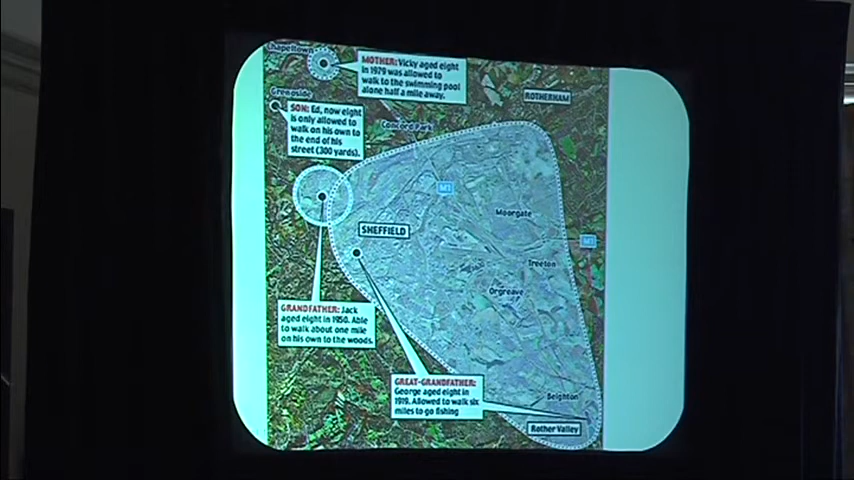 Chapeltown
MOTHER: Vicky aged eight
in 1979 was allowed to
walk to the swimming pool
alone half a mile away.
Grenoside
ROTHERHAM
SON: Ed, now eight
is only allowed to
walk on his own to
the end of his
street (300 yards).
Concord Park
M1
SHEFFIELD
Moorgate
M1
Treeton
Orgreave
GRANDFATHER: Jack
aged eight in 1950. Able
to walk about one mile
on his own to the woods.
GREAT-GRANDFATHER:
George aged eight in
1919. Allowed to walk six
miles to go fishing
Beighton
Rother Valley